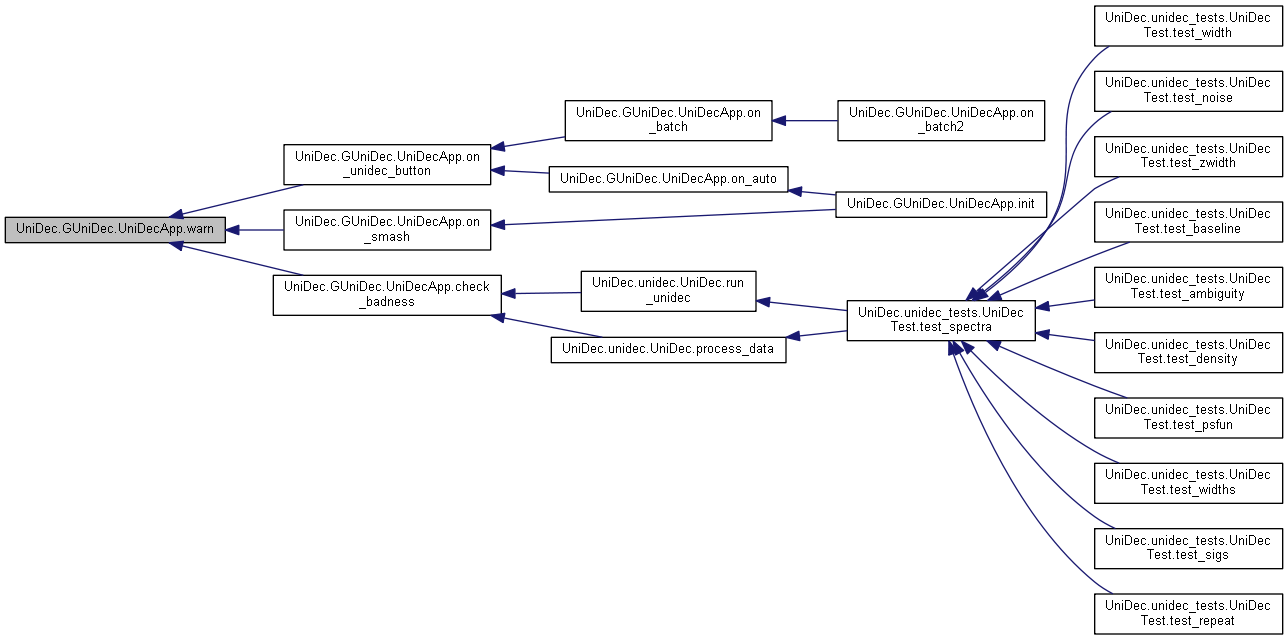 UniDec.GUniDec.UniDecApp.warn
UniDec.GUniDec.UniDecApp.on
_unidec_button
UniDec.GUniDec.UniDecApp.on
_smash
UniDec.GUniDec.UniDecApp.check
_badness
UniDec.GUniDec.UniDecApp.on
_batch
UniDec.GUniDec.UniDecApp.on_auto
UniDec.unidec.UniDec.run
_unidec
UniDec.unidec.UniDec.process_data
UniDec.GUniDec.UniDecApp.on
_batch2
UniDec.GUniDec.UniDecApp.init
UniDec.unidec_tests.UniDec
Test.test_spectra
UniDec.unidec_tests.UniDec
Test.test_width
UniDec.unidec_tests.UniDec
Test.test_noise
UniDec.unidec_tests.UniDec
Test.test_zwidth
UniDec.unidec_tests.UniDec
Test.test_baseline
UniDec.unidec_tests.UniDec
Test.test_ambiguity
UniDec.unidec_tests.UniDec
Test.test_density
UniDec.unidec_tests.UniDec
Test.test_psfun
UniDec.unidec_tests.UniDec
Test.test_widths
UniDec.unidec_tests.UniDec
Test.test_sigs
UniDec.unidec_tests.UniDec
Test.test_repeat